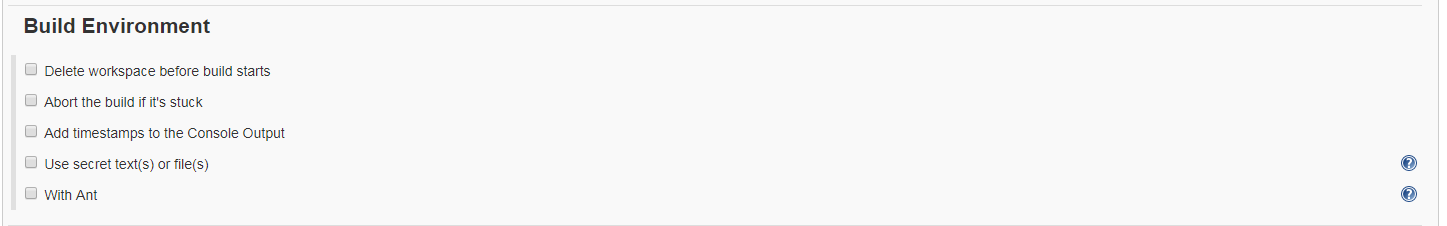 Build Environment
Delete workspace before build starts
Abort the build if it's stuck
Add timestamps to the Console Output
Use secret text(s) or file(s)
?
With Ant
?